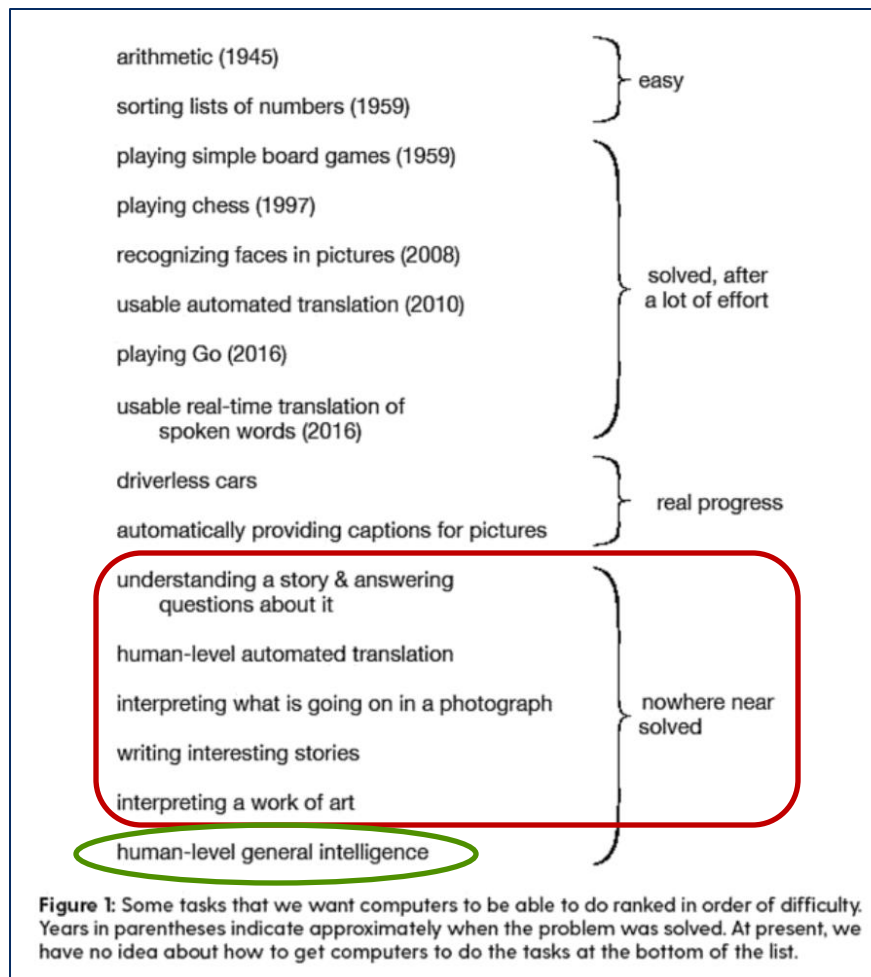 arithmetic (1945)
sorting lists of numbers (1959)
easy
playing simple board games (1959)
playing chess (1997)
recognizing faces in pictures (2008)
usable automated translation (2010)
playing Go (2016)
usable real-time translation of
spoken words (2016)
solved, after
a lot of effort
driverless cars
automatically providing captions for pictures
real progress
understanding a story & answering
questions about it
human-level automated translation
interpreting what is going on in a photograph
writing interesting stories
interpreting a work of art
human-level general intelligence
nowhere near
solved
Figure 1: Some tasks that we want computers to be able to do ranked in order of difficulty.
Years in parentheses indicate approximately when the problem was solved. At present, we
have no idea about how to get computers to do the tasks at the bottom of the list.